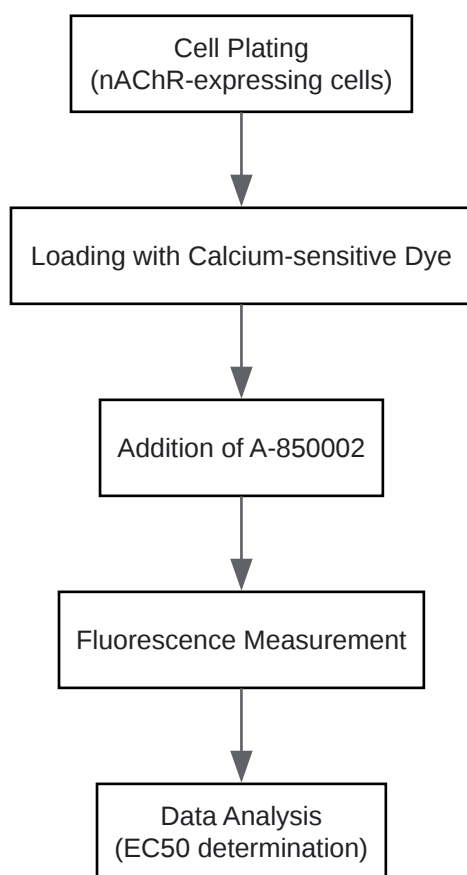 Cell Plating
(nAChR-expressing cells)
Loading with Calcium-sensitive Dye
Addition of A-850002
Fluorescence Measurement
Data Analysis
(EC50 determination)